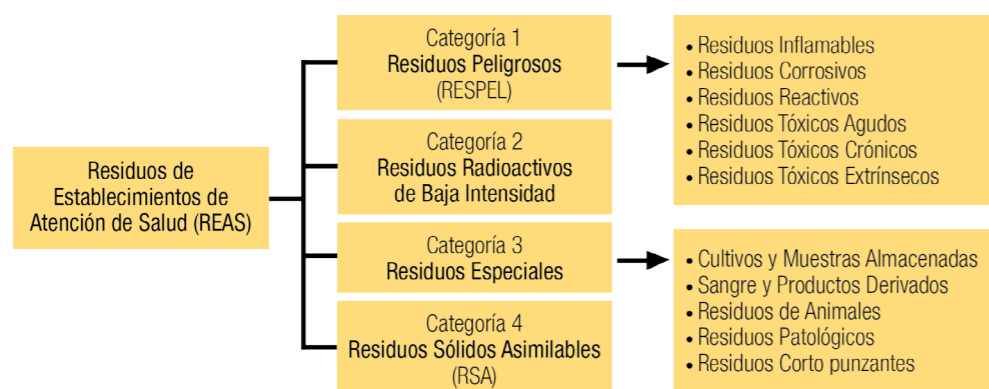 Residuos de
Establecimientos de
Atención de Salud (REAS)
Categoría 1
Residuos Peligrosos
(RESPEL)
• Residuos Inflamables
• Residuos Corrosivos
• Residuos Reactivos
• Residuos Tóxicos Agudos
• Residuos Tóxicos Crónicos
• Residuos Tóxicos Extrínsecos
Categoría 2
Residuos Radioactivos
de Baja Intensidad
Categoría 3
Residuos Especiales
• Cultivos y Muestras Almacenadas
• Sangre y Productos Derivados
• Residuos de Animales
• Residuos Patológicos
• Residuos Corto punzantes
Categoría 4
Residuos Sólidos Asimilables
(RSA)